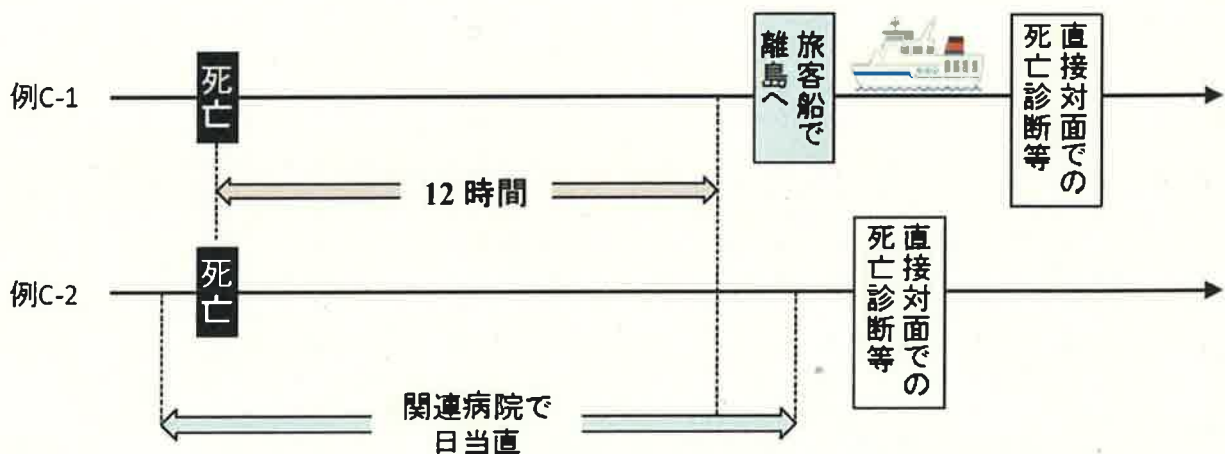 例C-1
死亡
旅客船で
離島へ
直接対面での
死亡診断等
12 時間
例C-2
死亡
直接対面での
死亡診断等
関連病院で
日当直